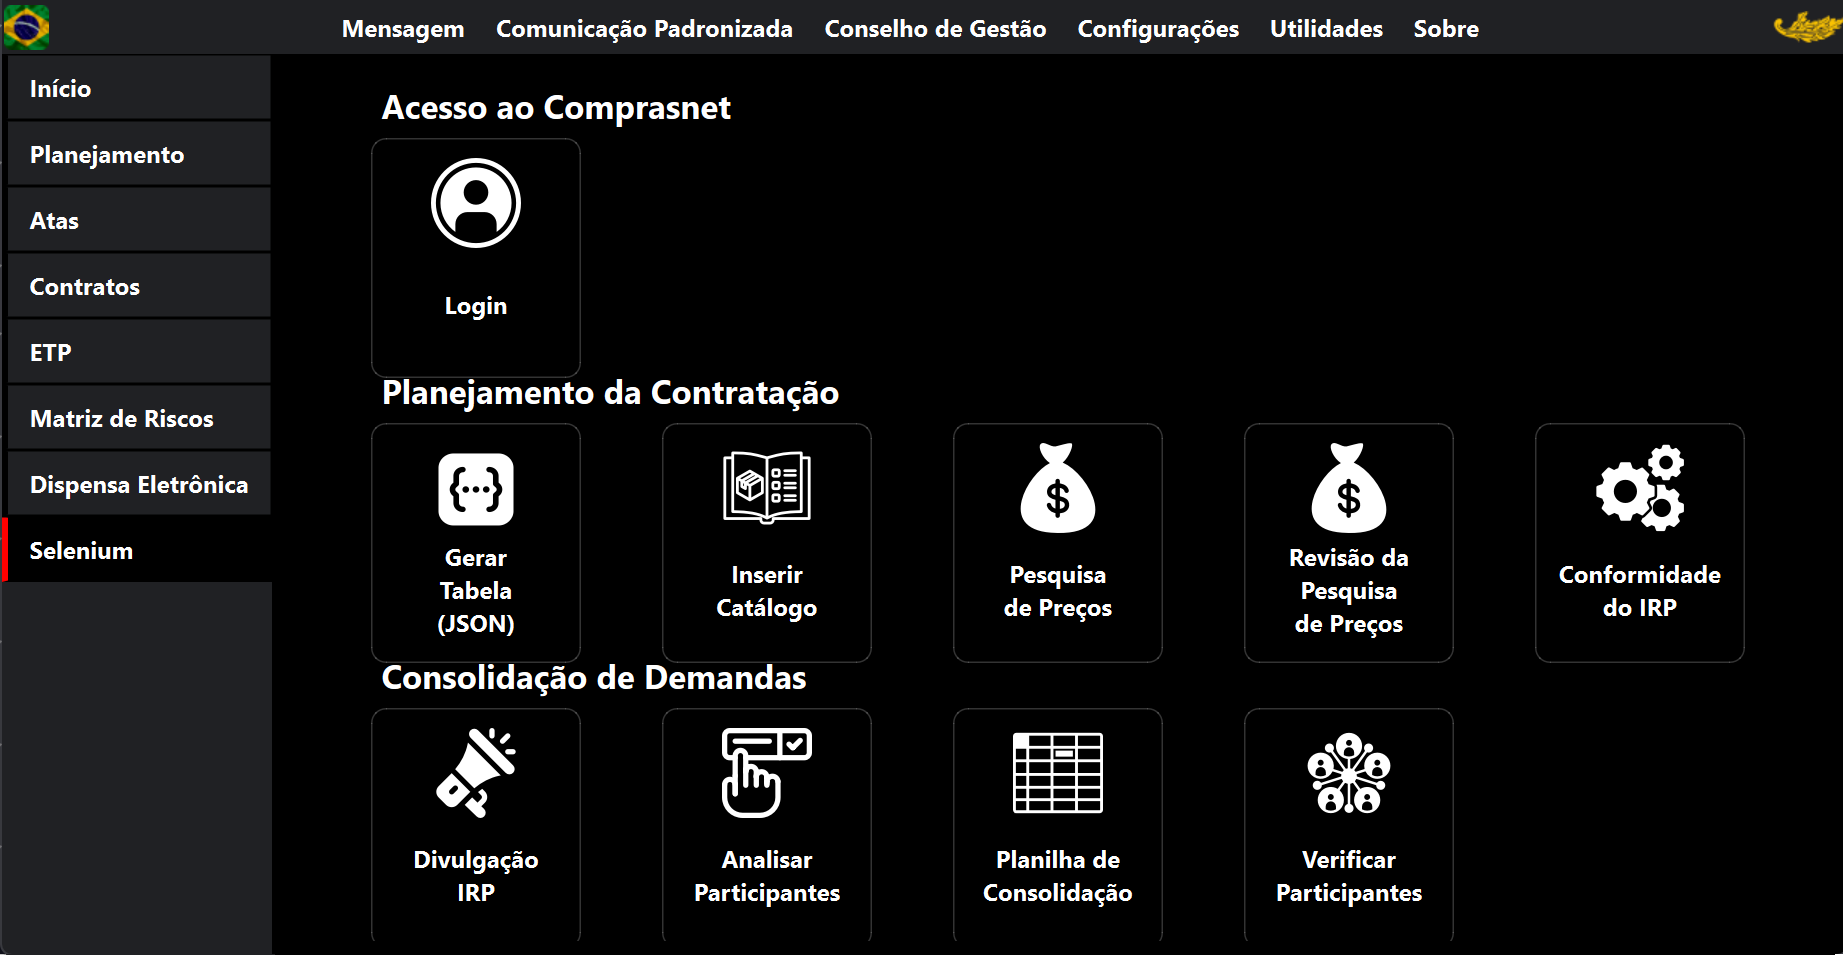 Mensagem Comunicação Padronizada Conselho de Gestão Configurações Utilidades Sobre
Início
Planejamento
Atas
Contratos
ETP
Matriz de Riscos
Dispensa Eletrônica
Selenium
Acesso ao Comprasnet
Login
Planejamento da Contratação
Gerar
Tabela
(JSON)
Inserir
Catálogo
$
Pesquisa
de Preços
$
Revisão da
Pesquisa
de Preços
Conformidade
do IRP
Consolidação de Demandas
Divulgação
IRP
Analisar
Participantes
Planilha de
Consolidação
Verificar
Participantes